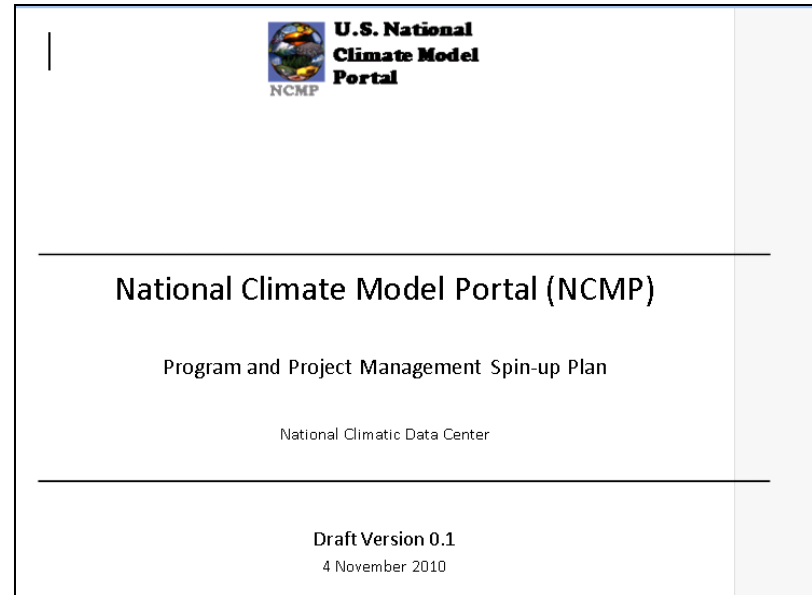 U.S. National
Climate Model
Portal
NCMP
National Climate Model Portal (NCMP)
Program and Project Management Spin-up Plan
National Climatic Data Center
Draft Version 0.1
4 November 2010